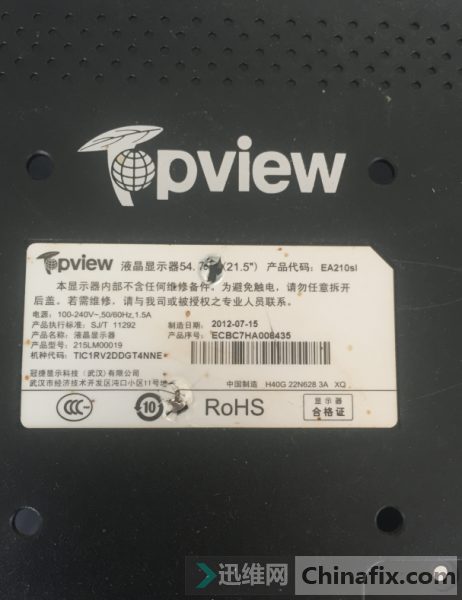 Topview
Topview 液晶显示器54. (21.5") 产品代码: EA210sl
本显示器内部不含任何维修备件。为避免触电，请勿任意拆开
后盖。若需维修，请与我司或被授权之专业人员联系。
电源: 100-240V~,50/60Hz,1.5A
产品执行标准: SJ/T 11292 制造日期: 2012-07-15
产品名称: 液晶显示器 产品序号: ECBC7HA008435
产品型号: 215LM00019
机种代码: TIC1RV2DDGT4NNE
冠捷显示科技（武汉）有限公司
武汉市经济技术开发区沌口小区11号地 中国制造 H40G 22N628 3A XQ
CCC 10 RoHS 显示器
合格证
迅维网 Chinafix.com